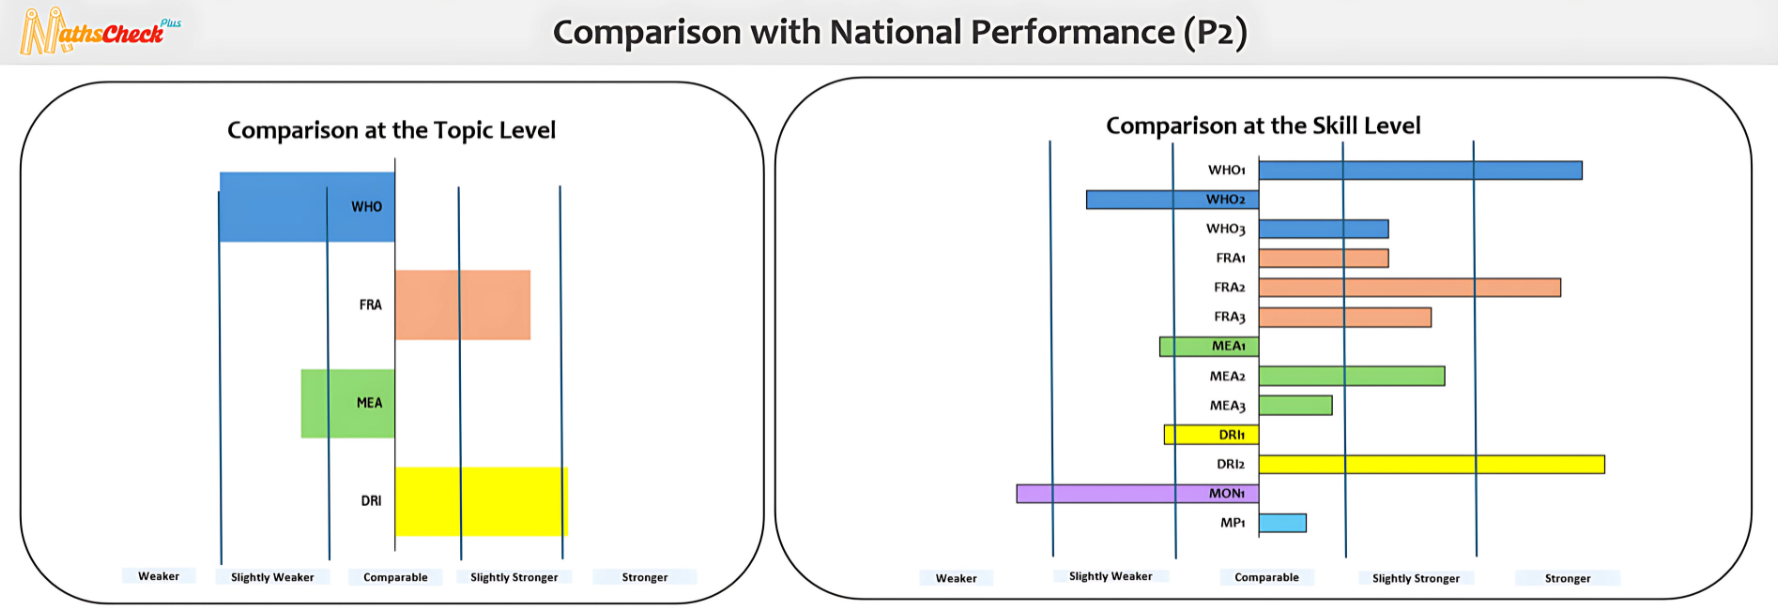 MathsCheck Plus
Comparison with National Performance (P2)
Comparison at the Topic Level
WHO
FRA
MEA
DRI
Weaker
Slightly Weaker
Comparable
Slightly Stronger
Stronger
Comparison at the Skill Level
WHO1
WHO2
WHO3
FRA1
FRA2
FRA3
MEA1
MEA2
MEA3
DRI1
DRI2
MON1
MP1
Weaker
Slightly Weaker
Comparable
Slightly Stronger
Stronger